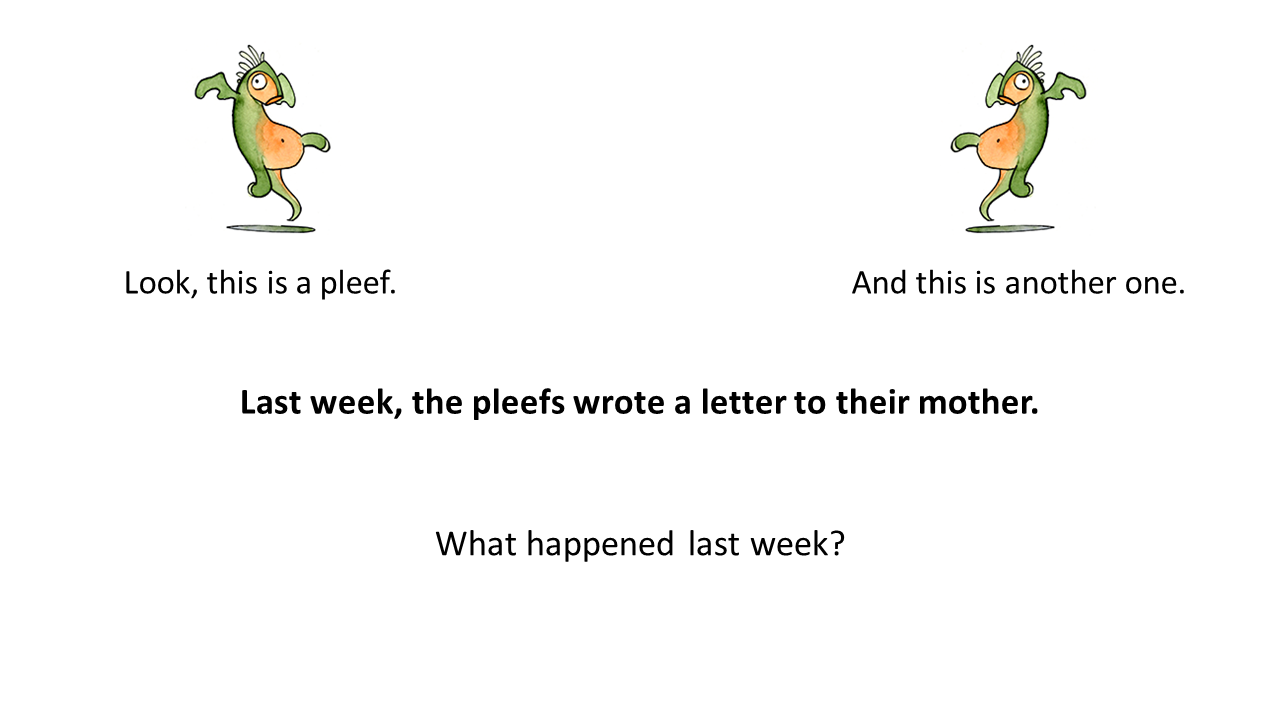 Look, this is a pleef.
And this is another one.
Last week, the pleefs wrote a letter to their mother.
What happened last week?